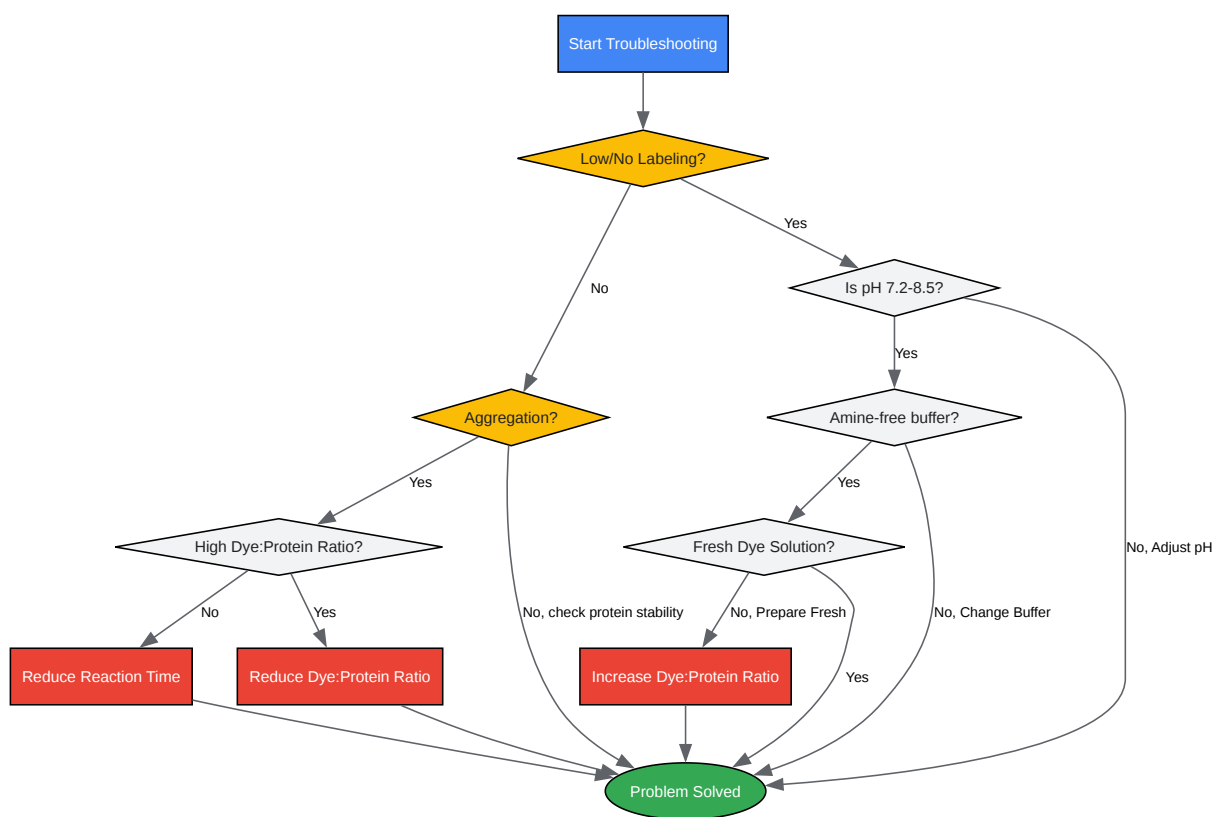 Start Troubleshooting
Low/No Labeling?
Yes
Is pH 7.2-8.5?
No
Yes
Aggregation?
Amine-free buffer?
Yes
Yes
High Dye:Protein Ratio?
Fresh Dye Solution?
No, Adjust pH
No
Yes
No, check protein stability
No, Prepare Fresh
No, Change Buffer
Reduce Reaction Time
Reduce Dye:Protein Ratio
Increase Dye:Protein Ratio
Yes
Problem Solved